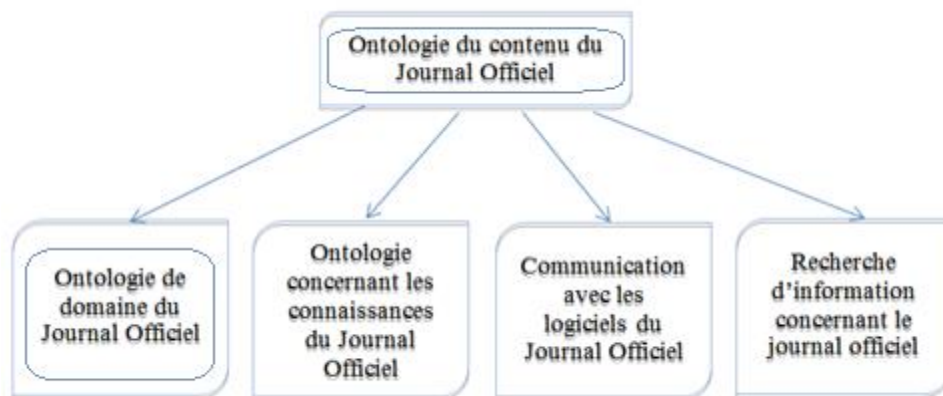 Ontologie du contenu du
Journal Officiel
Ontologie de
domaine du
Journal Officiel
Ontologie
concernant les
connaissances
du Journal
Officiel
Communication
avec les
logiciels du
Journal Officiel
Recherche
d'information
concernant le
journal officiel